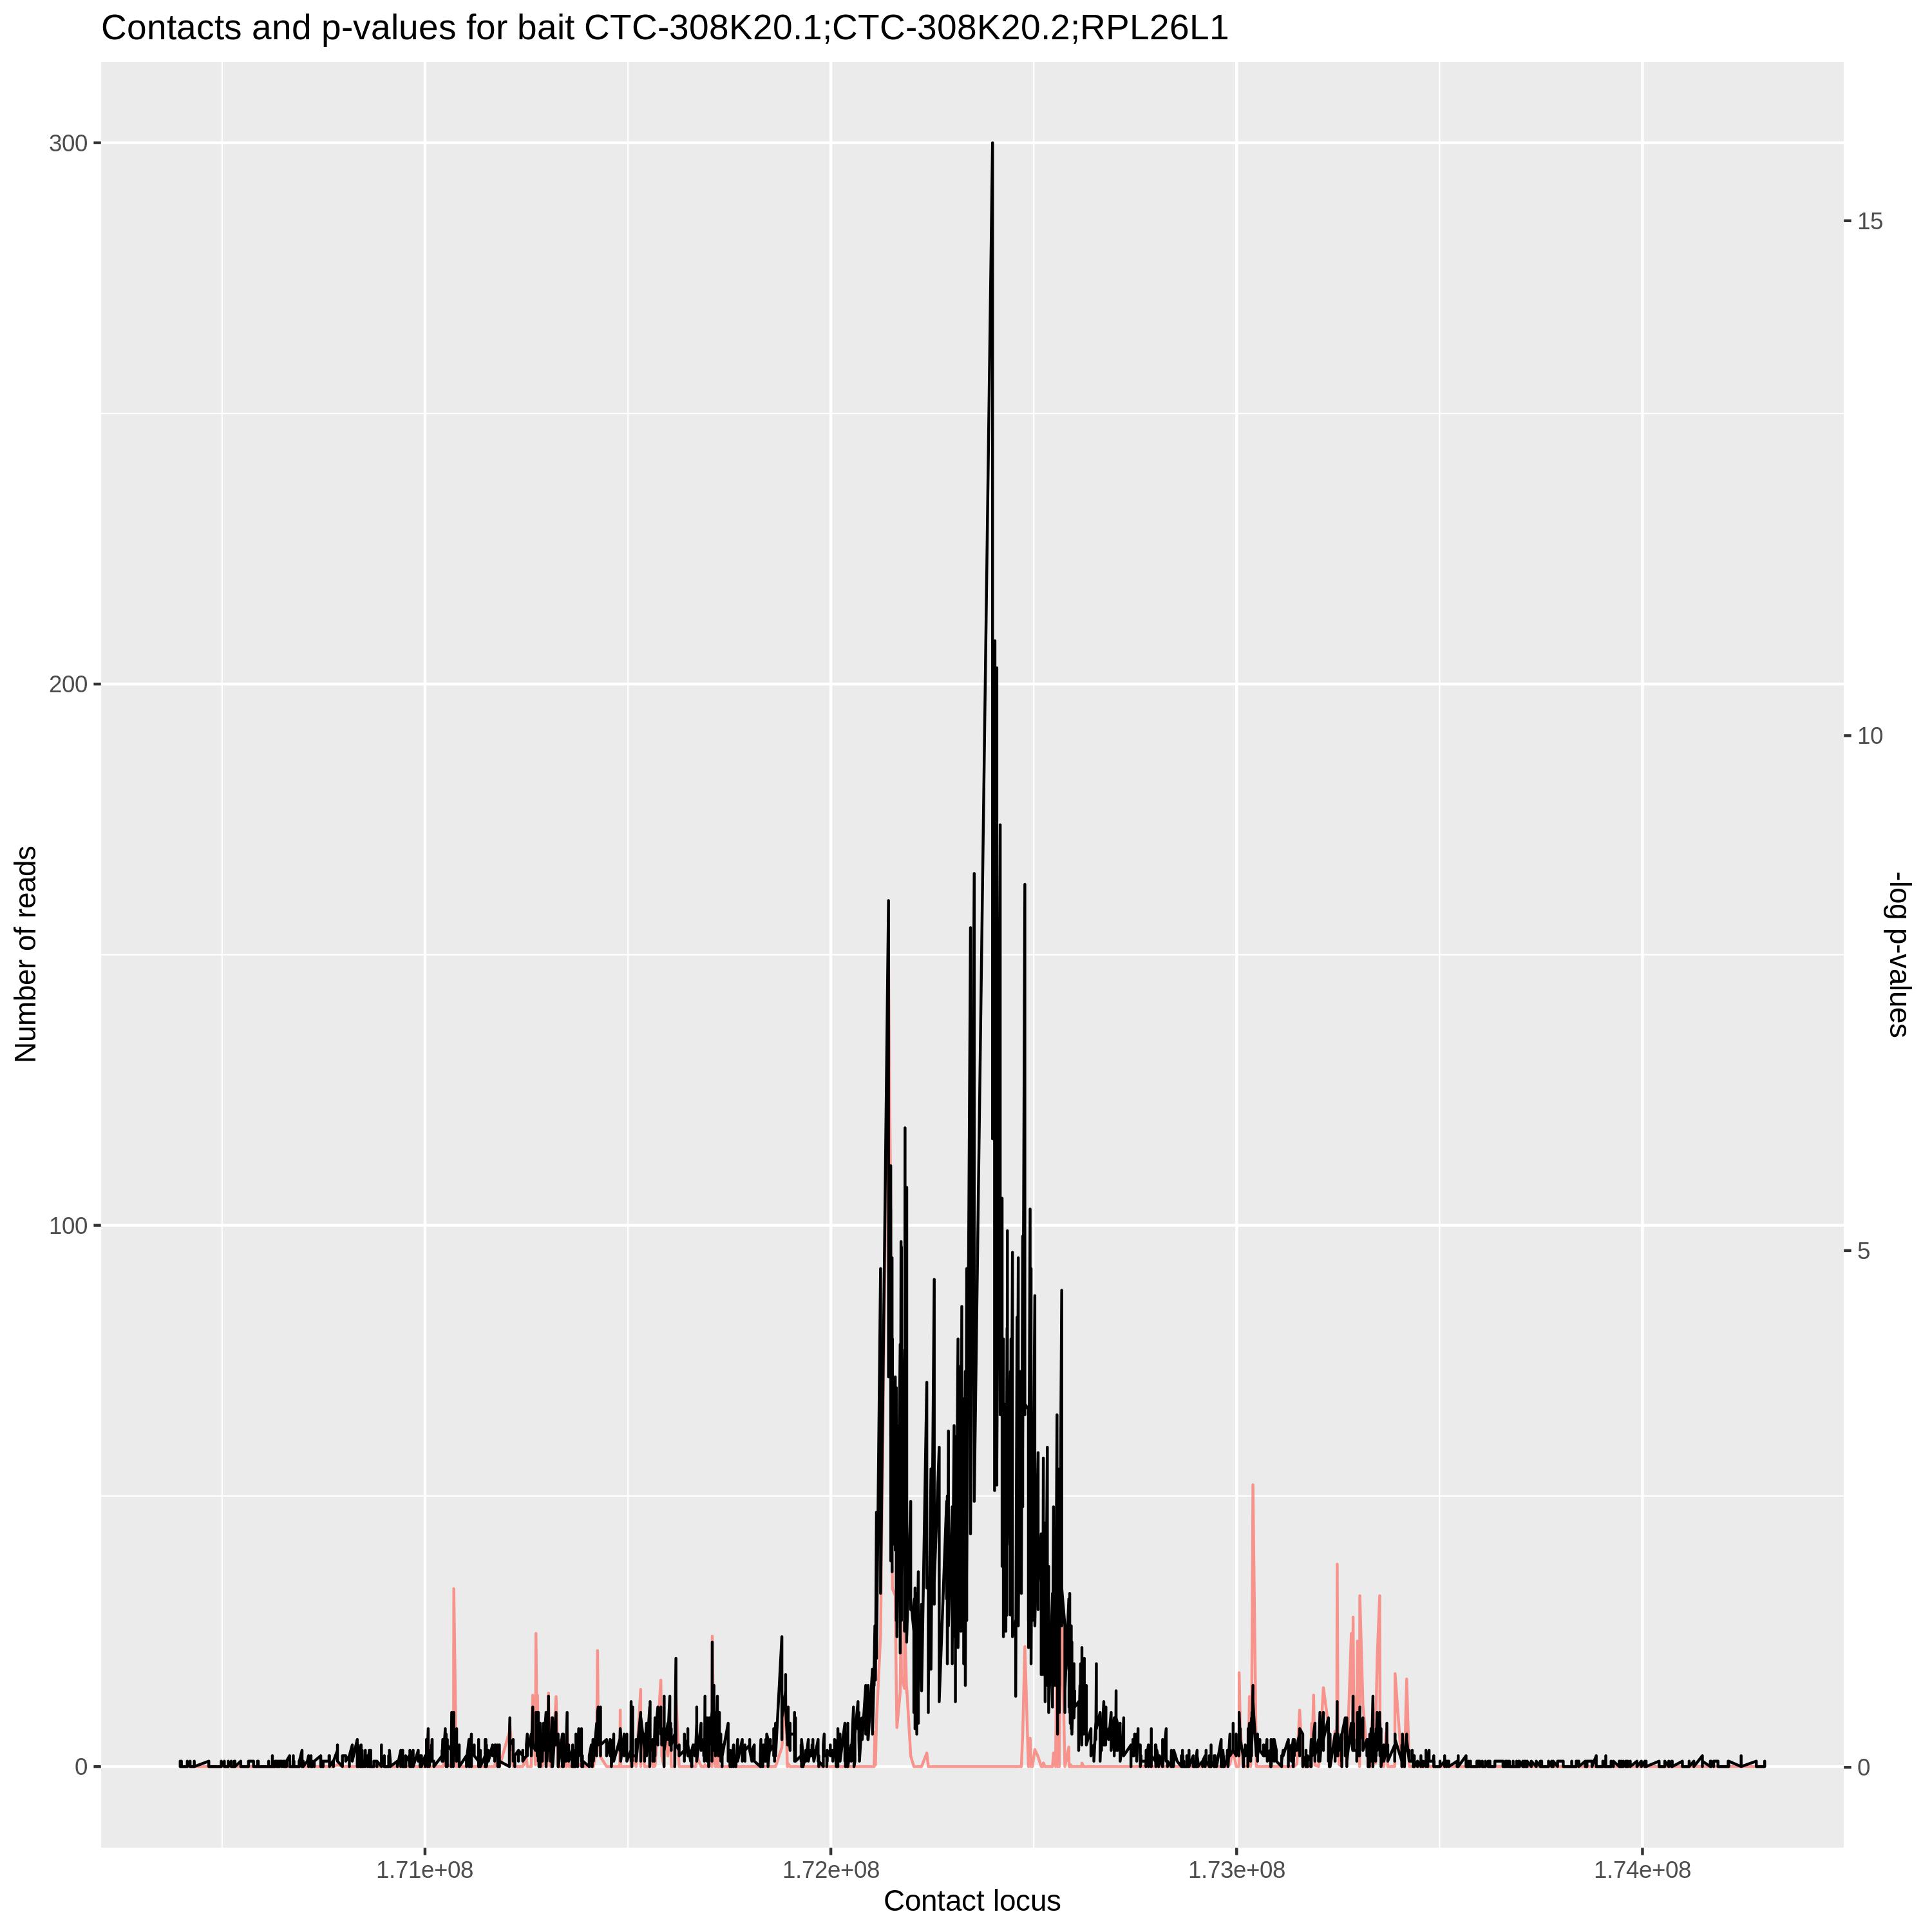 Contacts and p-values for bait CTC-308K20.1;CTC-308K20.2;RPL26L1
300
200
100
0
Number of reads
15
10
5
0
-log p-values
1.71e+08
1.72e+08
1.73e+08
1.74e+08
Contact locus